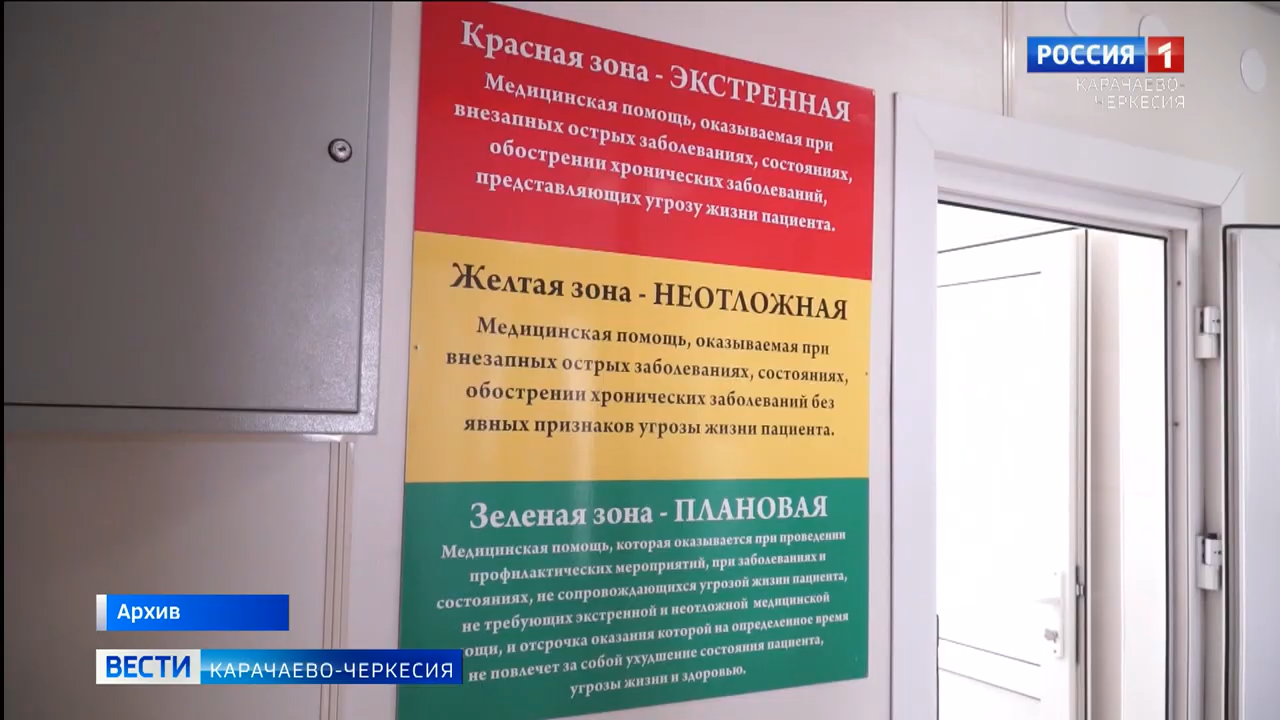 Красная зона - ЭКСТРЕННАЯ
Медицинская помощь, оказываемая при
внезапных острых заболеваниях, состояниях,
обострении хронических заболеваний,
представляющих угрозу жизни пациента.
Желтая зона - НЕОТЛОЖНАЯ
Медицинская помощь, оказываемая при
внезапных острых заболеваниях, состояниях,
обострении хронических заболеваний без
явных признаков угрозы жизни пациента.
Зеленая зона - ПЛАНОВАЯ
Медицинская помощь, которая оказывается при проведении
профилактических мероприятий, при заболеваниях и
состояниях, не сопровождающихся угрозой жизни пациента,
не требующих экстренной и неотложной медицинской
ощи, и отсрочка оказания которой на определенное время
не повлечет за собой ухудшение состояния пациента,
угрозы жизни и здоровью.
РОССИЯ 1
КАРАЧАЕВО-
ЧЕРКЕСИЯ
Архив
ВЕСТИ КАРАЧАЕВО-ЧЕРКЕСИЯ